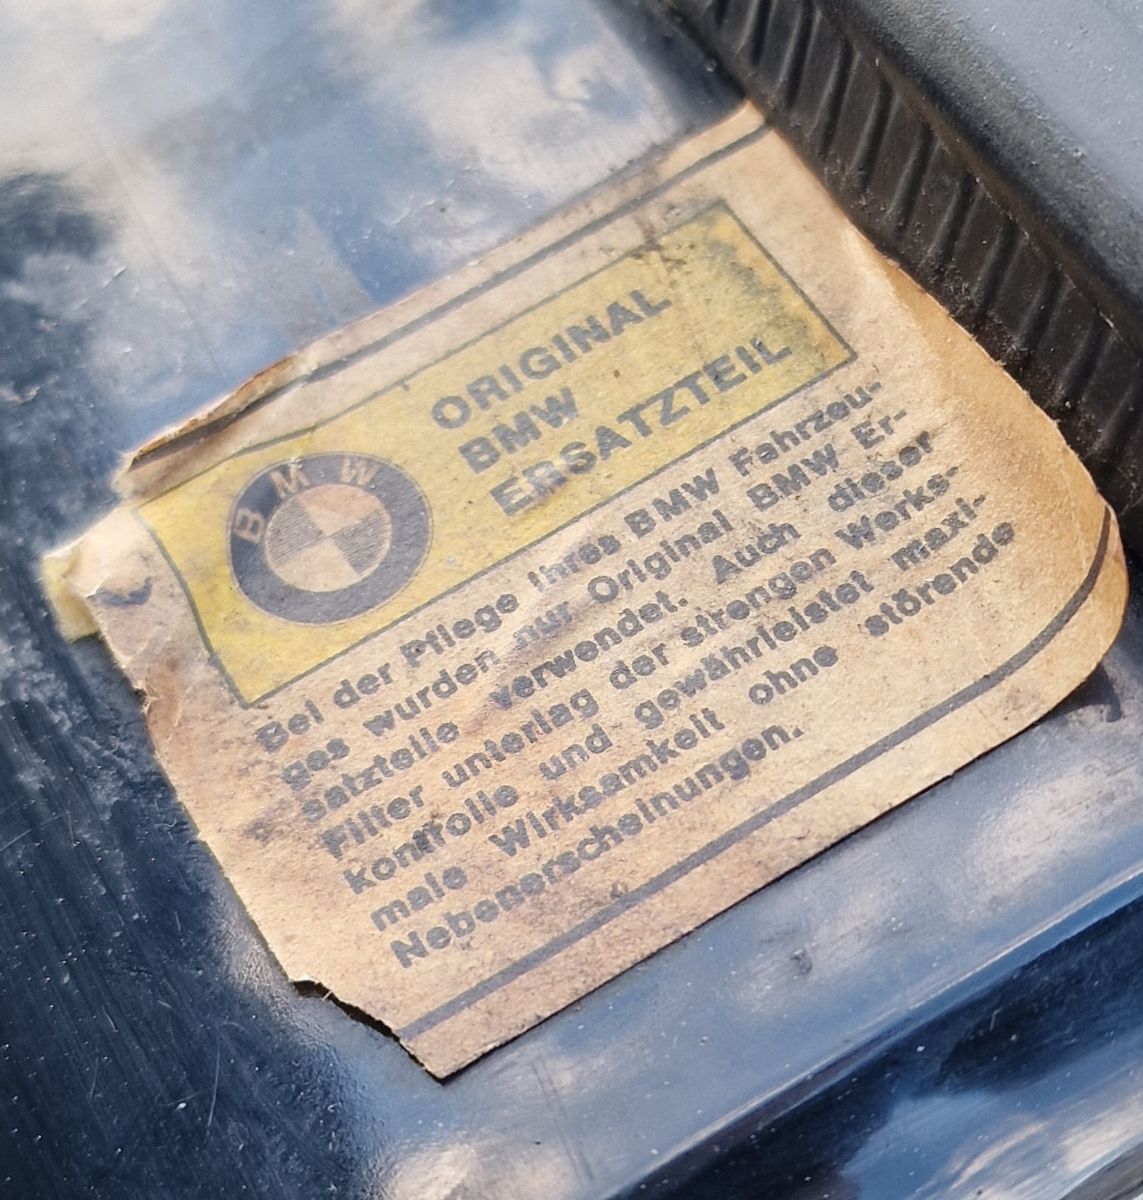 BMW
ORIGINAL
BMW
ERSATZTEIL
Bei der Pflege Ihres BMW Fahrzeu-
ges wurden nur Original BMW Er-
satzteile verwendet. Auch dieser
Filter unterlag der strengen Werks-
kontrolle und gewährleistet maxi-
male Wirksamkeit ohne störende
Nebenerscheinungen.